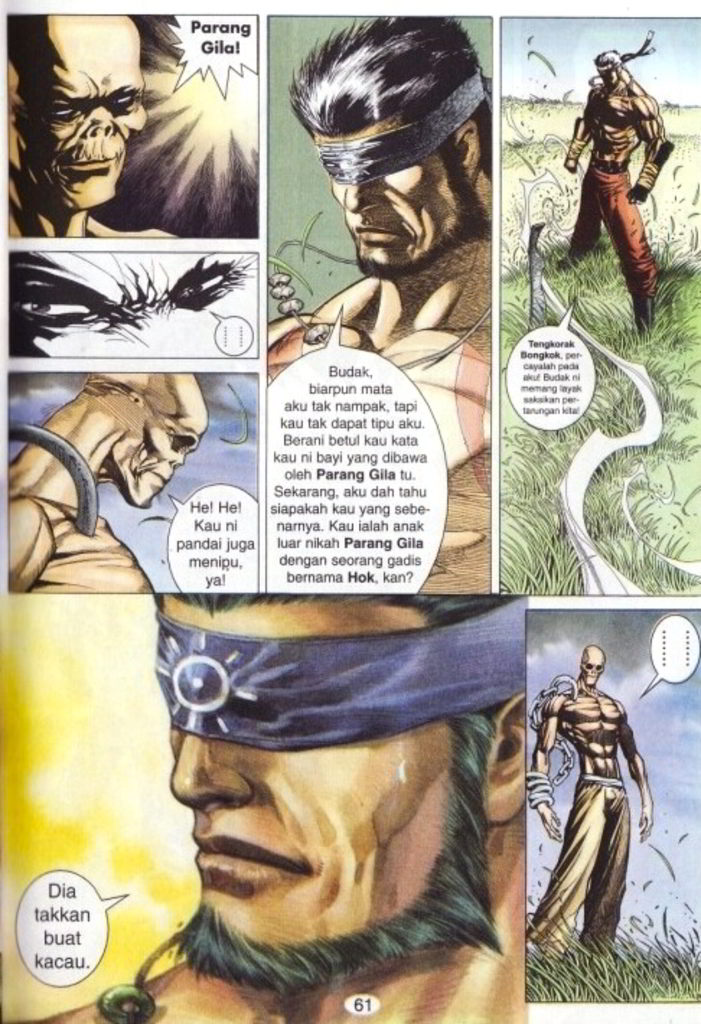 Parang
Gila!
He! He!
Kau ni
pandai juga
menipu,
ya!
Budak,
biarpun mata
aku tak nampak, tapi
kau tak dapat tipu aku.
Berani betul kau kata
kau ni bayi yang dibawa
oleh Parang Gila tu.
Sekarang, aku dah tahu
siapakah kau yang sebe-
narnya. Kau ialah anak
luar nikah Parang Gila
dengan seorang gadis
bernama Hok, kan?
Tengkorak
Bongkok, per-
cayalah pada
aku! Budak ni
memang layak
saksikan per-
tarungan kita!
Dia
takkan
buat
kacau.
61